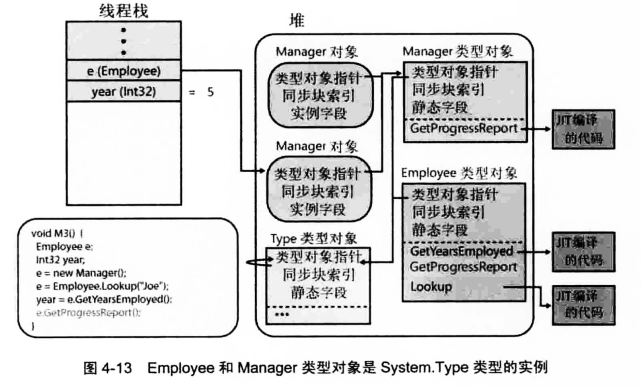 线程栈
堆
e (Employee)
year (Int32)
= 5
Manager 对象
类型对象指针
同步块索引
实例字段
Manager 对象
类型对象指针
同步块索引
实例字段
Type 类型对象
类型对象指针
同步块索引
静态字段
...
Manager 类型对象
类型对象指针
同步块索引
静态字段
GetProgressReport
JIT编译
的代码
Employee 类型对象
类型对象指针
同步块索引
静态字段
GetYearsEmployed
GetProgressReport
Lookup
JIT编译
的代码
JIT编译
的代码
void M3() {
Employee e;
Int32 year;
e = new Manager();
e = Employee.Lookup("Joe");
year = e.GetYearsEmployed();
e.GetProgressReport();
}
图 4-13 Employee 和 Manager 类型对象是 System.Type 类型的实例